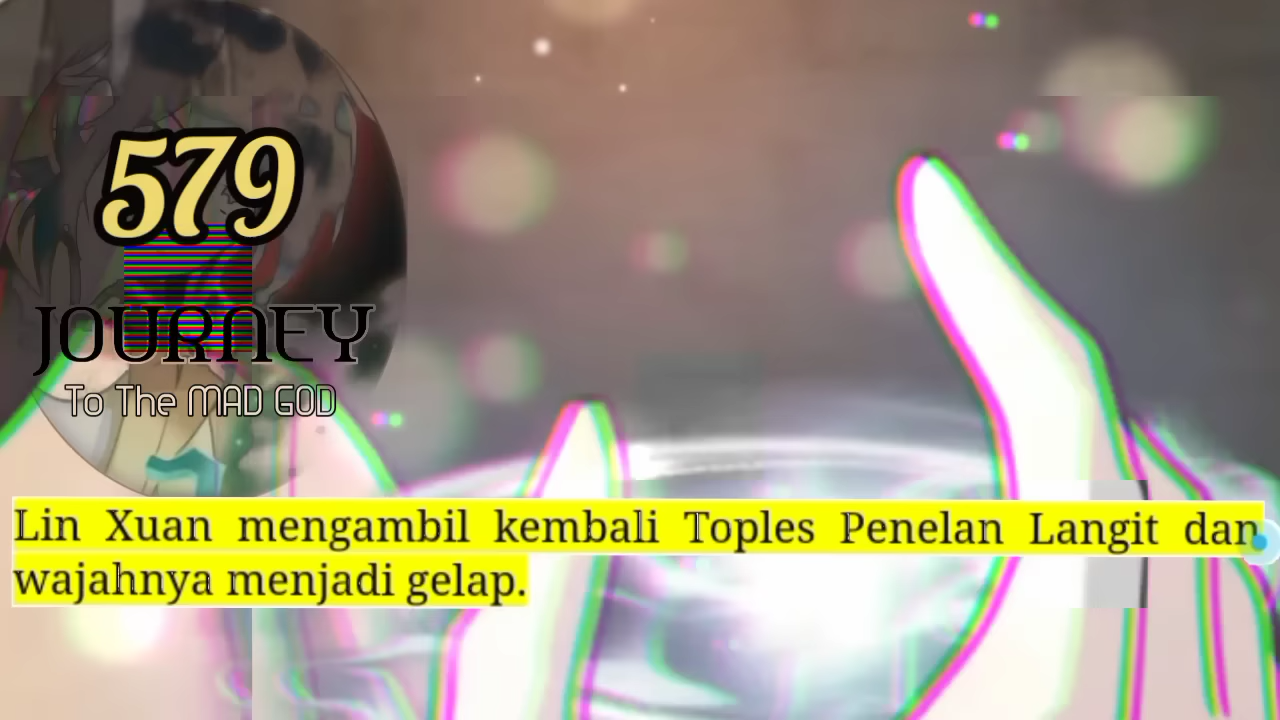 579
JOURNEY
To The MAD GOD
Lin Xuan mengambil kembali Toples Penelan Langit dan
wajahnya menjadi gelap.